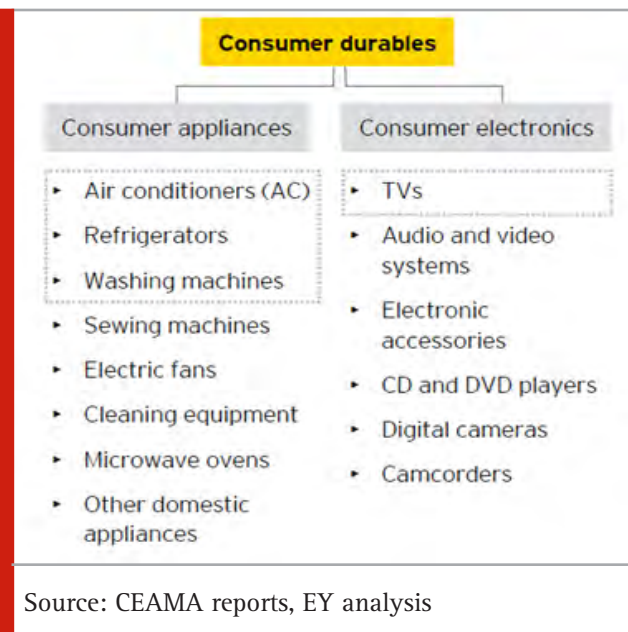 Consumer durables
Consumer appliances
▸ Air conditioners (AC)
▸ Refrigerators
▸ Washing machines
▸ Sewing machines
▸ Electric fans
▸ Cleaning equipment
▸ Microwave ovens
▸ Other domestic
appliances
Consumer electronics
▸ TVs
▸ Audio and video
systems
▸ Electronic
accessories
▸ CD and DVD players
▸ Digital cameras
▸ Camcorders
Source: CEAMA reports, EY analysis